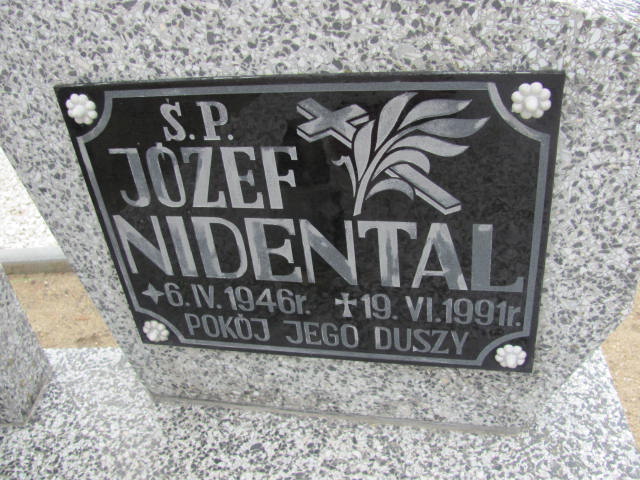 Ś.P.
JÓZEF
NIDENTAL
6.IV.1946r. 19.VI.1991r.
POKÓJ JEGO DUSZY